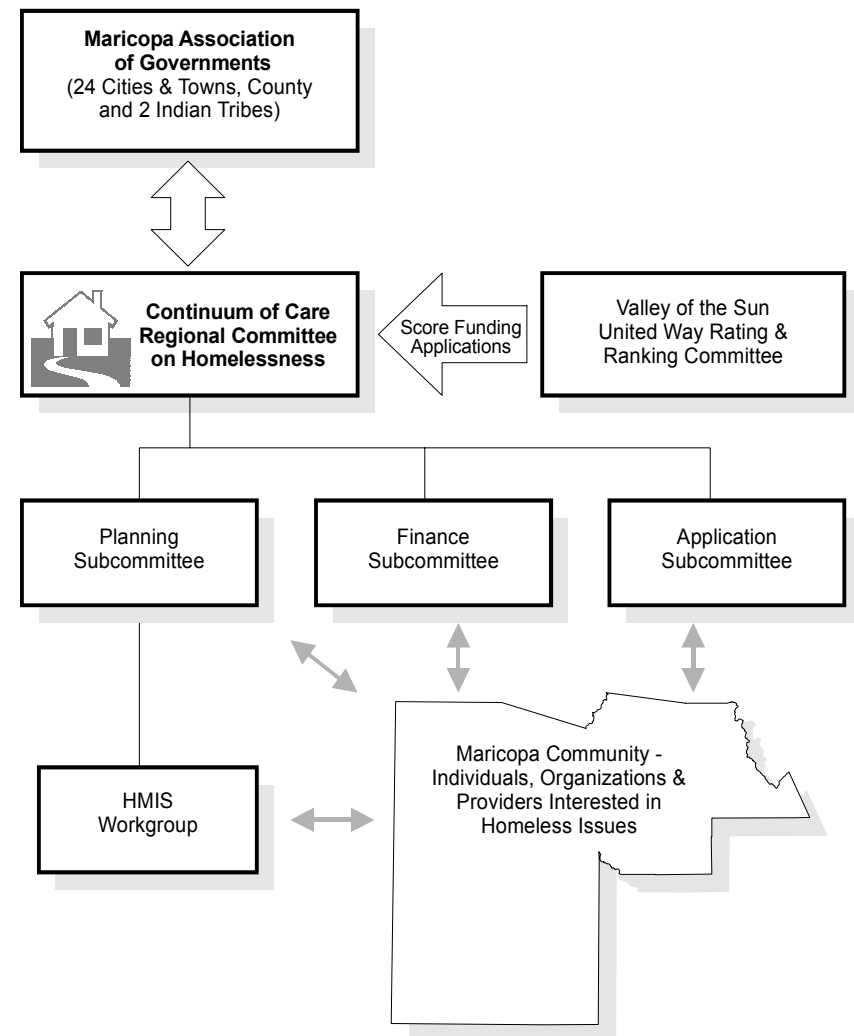 Maricopa Association
of Governments
(24 Cities & Towns, County
and 2 Indian Tribes)
Continuum of Care
Regional Committee
on Homelessness
Score Funding
Applications
Valley of the Sun
United Way Rating &
Ranking Committee
Planning
Subcommittee
Finance
Subcommittee
Application
Subcommittee
HMIS
Workgroup
Maricopa Community -
Individuals, Organizations &
Providers Interested in
Homeless Issues